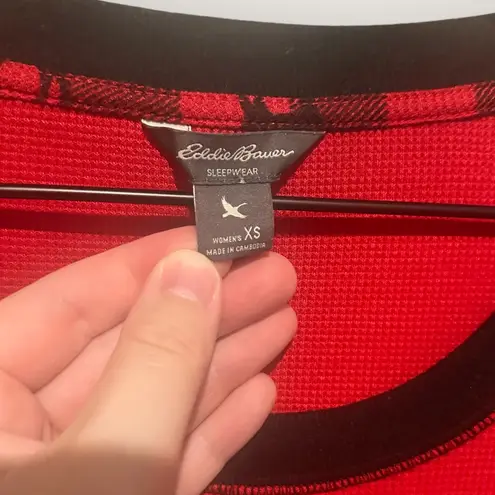 Eddie Bauer
SLEEPWEAR
WOMEN'S XS
MADE IN CAMBODIA